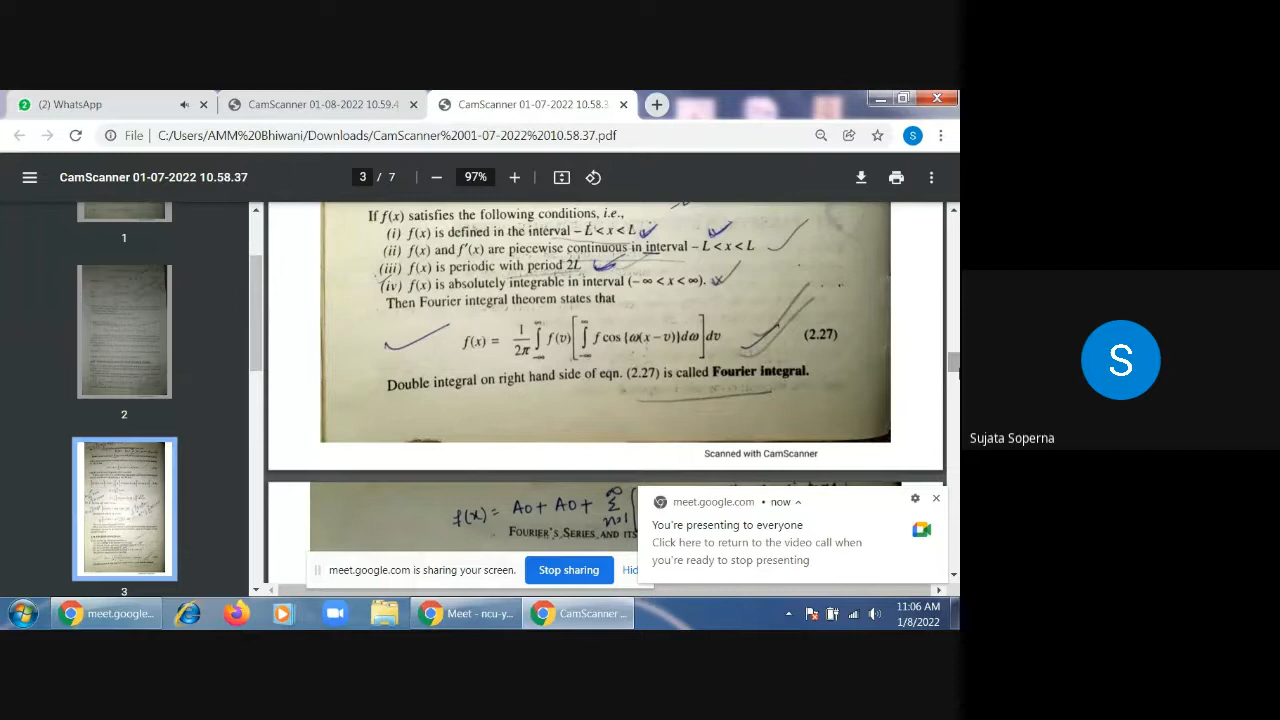 (2) WhatsApp
CamScanner 01-08-2022 10.59.4
CamScanner 01-07-2022 10.58.3
File
C:/Users/AMM%20Bhiwani/Downloads/CamScanner%2001-07-2022%2010.58.37.pdf
S
CamScanner 01-07-2022 10.58.37
3 / 7
97%
1
2
3
If f(x) satisfies the following conditions, i.e.,
(i) f(x) is defined in the interval – L < x < L
(ii) f(x) and f'(x) are piecewise continuous in interval – L < x < L
(iii) f(x) is periodic with period 2L
(iv) f(x) is absolutely integrable in interval (– ∞ < x < ∞).
Then Fourier integral theorem states that
f(x) = 1/2π ∫_{-∞}^{∞} f(v) [ ∫_{-∞}^{∞} f cos {ω(x – v)}dω ] dv (2.27)
Double integral on right hand side of eqn. (2.27) is called Fourier integral.
Scanned with CamScanner
f(x) = A0 + A0 + ∞ Σ n=1 (
FOURIER'S SERIES, AND ITS
meet.google.com • now
You're presenting to everyone
Click here to return to the video call when
you're ready to stop presenting
meet.google.com is sharing your screen.
Stop sharing
Hid
meet.google...
Meet - ncu-y...
CamScanner ...
11:06 AM
1/8/2022
S
Sujata Soperna